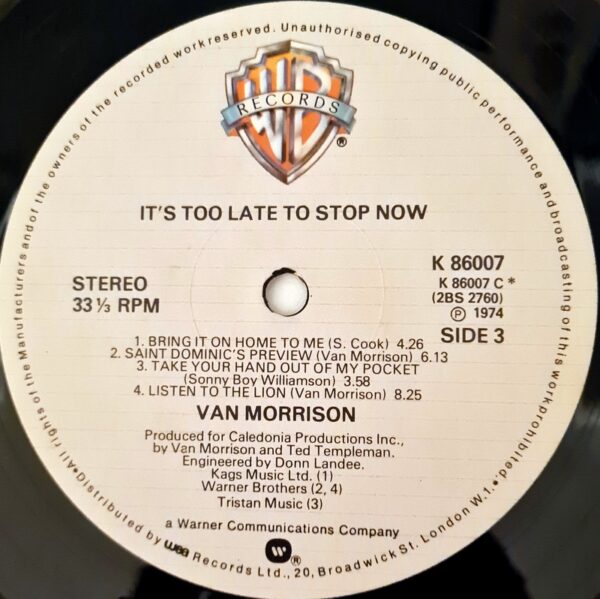 All rights of the Manufacturers and of the owners of the recorded work reserved. Unauthorised copying public performance and broadcasting of this work prohibited.
WB
RECORDS
®
IT'S TOO LATE TO STOP NOW
STEREO
33 ⅓ RPM
K 86007
K 86007 C*
(2BS 2760)
Ⓟ 1974
SIDE 3
1. BRING IT ON HOME TO ME (S. Cook) 4.26
2. SAINT DOMINIC'S PREVIEW (Van Morrison) 6.13
3. TAKE YOUR HAND OUT OF MY POCKET
(Sonny Boy Williamson) 3.58
4. LISTEN TO THE LION (Van Morrison) 8.25
VAN MORRISON
Produced for Caledonia Productions Inc.,
by Van Morrison and Ted Templeman.
Engineered by Donn Landee.
Kags Music Ltd. (1)
Warner Brothers (2, 4)
Tristan Music (3)
a Warner Communications Company
®
Distributed by wea Records Ltd., 20, Broadwick St. London W.1.